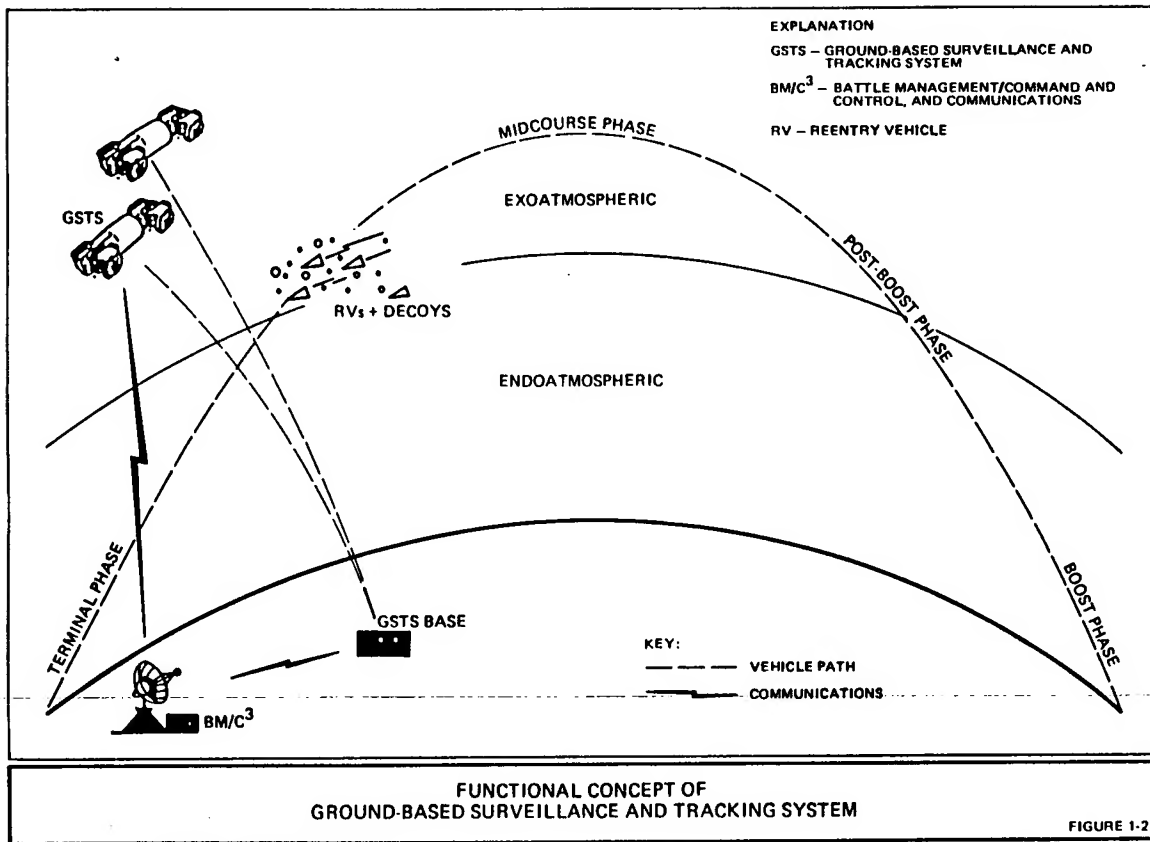 EXPLANATION
GSTS – GROUND-BASED SURVEILLANCE AND
TRACKING SYSTEM
BM/C³ – BATTLE MANAGEMENT/COMMAND AND
CONTROL, AND COMMUNICATIONS
RV – REENTRY VEHICLE
MIDCOURSE PHASE
EXOATMOSPHERIC
GSTS
POST-BOOST PHASE
RVs + DECOYS
ENDOATMOSPHERIC
TERMINAL PHASE
BOOST PHASE
GSTS BASE
KEY:
VEHICLE PATH
COMMUNICATIONS
BM/C³
FUNCTIONAL CONCEPT OF
GROUND-BASED SURVEILLANCE AND TRACKING SYSTEM
FIGURE 1-2